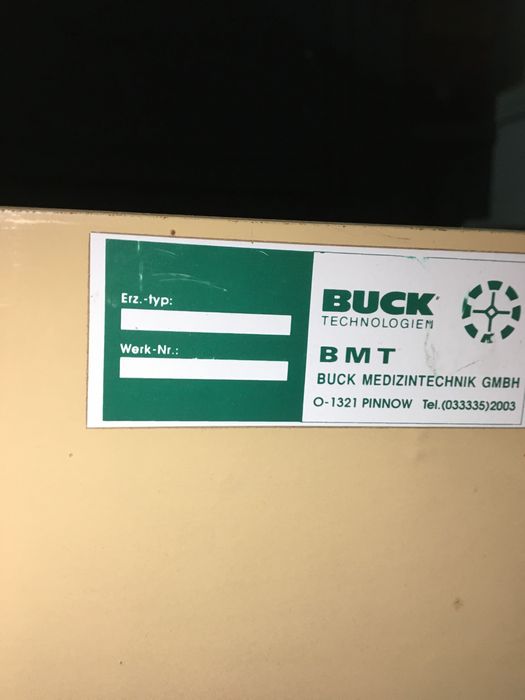 Erz.-typ:
Werk-Nr.:
BUCK
TECHNOLOGIEN
BMT
BUCK MEDIZINTECHNIK GMBH
O-1321 PINNOW Tel.(033335)2003